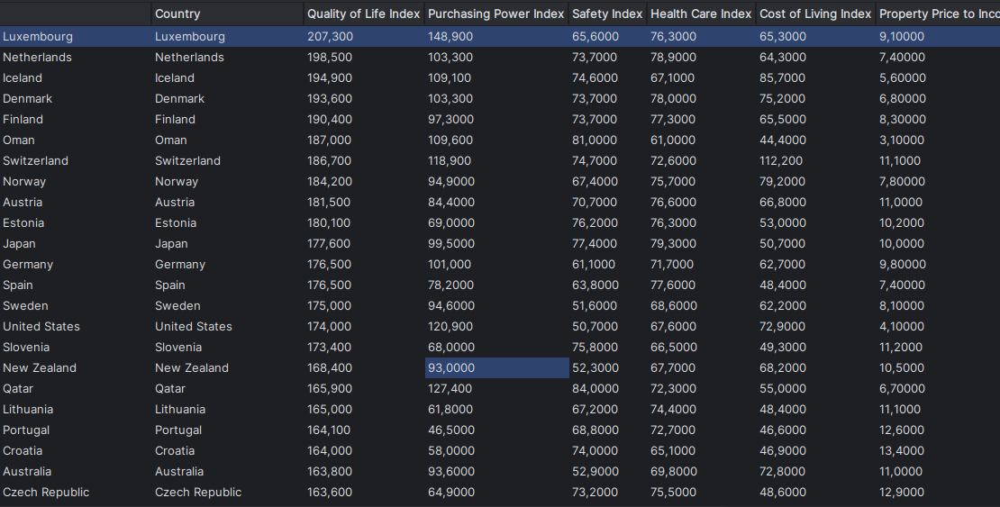 Country Quality of Life Index Purchasing Power Index Safety Index Health Care Index Cost of Living Index Property Price to Inco
Luxembourg Luxembourg 207,300 148,900 65,6000 76,3000 65,3000 9,10000
Netherlands Netherlands 198,500 103,300 73,7000 78,9000 64,3000 7,40000
Iceland Iceland 194,900 109,100 74,6000 67,1000 85,7000 5,60000
Denmark Denmark 193,600 103,300 73,7000 78,0000 75,2000 6,80000
Finland Finland 190,400 97,3000 73,7000 77,3000 65,5000 8,30000
Oman Oman 187,000 109,600 81,0000 61,0000 44,4000 3,10000
Switzerland Switzerland 186,700 118,900 74,7000 72,6000 112,200 11,1000
Norway Norway 184,200 94,9000 67,4000 75,7000 79,2000 7,80000
Austria Austria 181,500 84,4000 70,7000 76,6000 66,8000 11,0000
Estonia Estonia 180,100 69,0000 76,2000 76,3000 53,0000 10,2000
Japan Japan 177,600 99,5000 77,4000 79,3000 50,7000 10,0000
Germany Germany 176,500 101,000 61,1000 71,7000 62,7000 9,80000
Spain Spain 176,500 78,2000 63,8000 77,6000 48,4000 7,40000
Sweden Sweden 175,000 94,6000 51,6000 68,6000 62,2000 8,10000
United States United States 174,000 120,900 50,7000 67,6000 72,9000 4,10000
Slovenia Slovenia 173,400 68,0000 75,8000 66,5000 49,3000 11,2000
New Zealand New Zealand 168,400 93,0000 52,3000 67,7000 68,2000 10,5000
Qatar Qatar 165,900 127,400 84,0000 72,3000 55,0000 6,70000
Lithuania Lithuania 165,000 61,8000 67,2000 74,4000 48,4000 11,1000
Portugal Portugal 164,100 46,5000 68,8000 72,7000 46,6000 12,6000
Croatia Croatia 164,000 58,0000 74,0000 65,1000 46,9000 13,4000
Australia Australia 163,800 93,6000 52,9000 69,8000 72,8000 11,0000
Czech Republic Czech Republic 163,600 64,9000 73,2000 75,5000 48,6000 12,9000